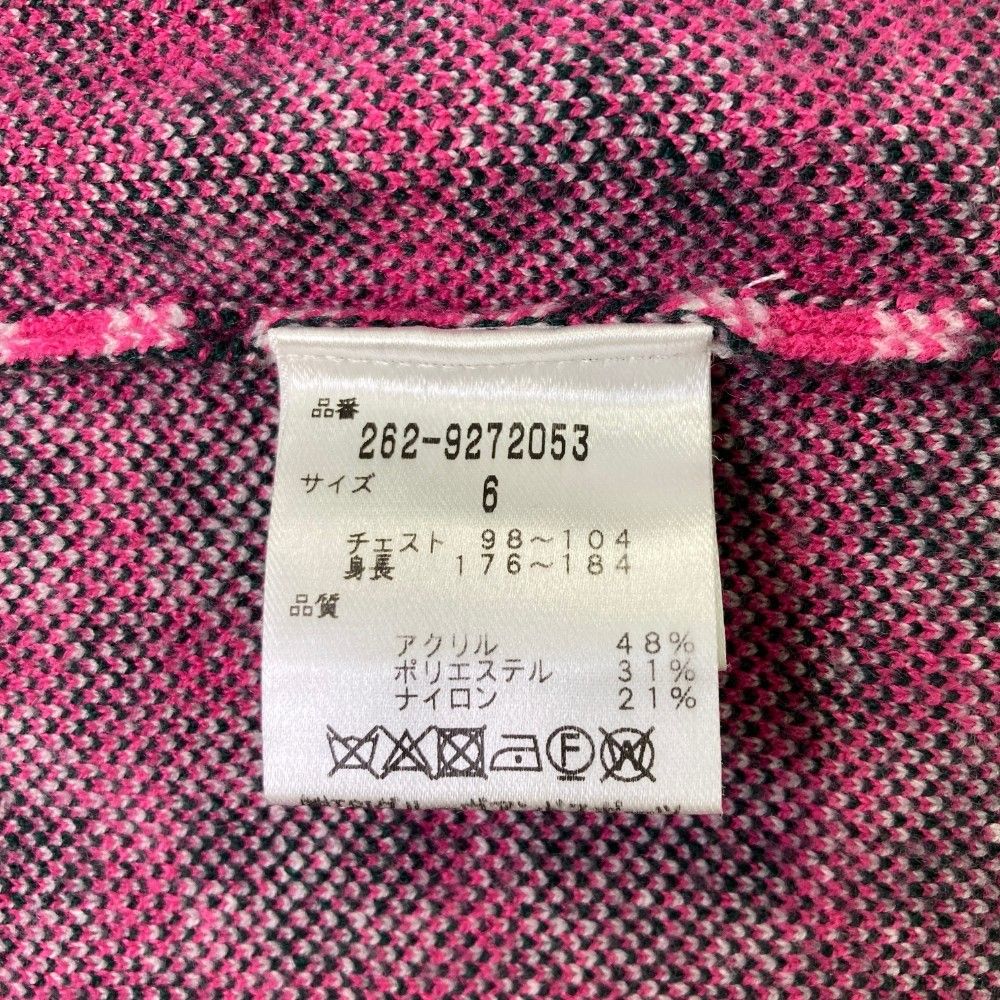 品番
262-9272053
サイズ 6
チェスト 98～104
身長 176～184
品質
アクリル 48%
ポリエステル 31%
ナイロン 21%
F W